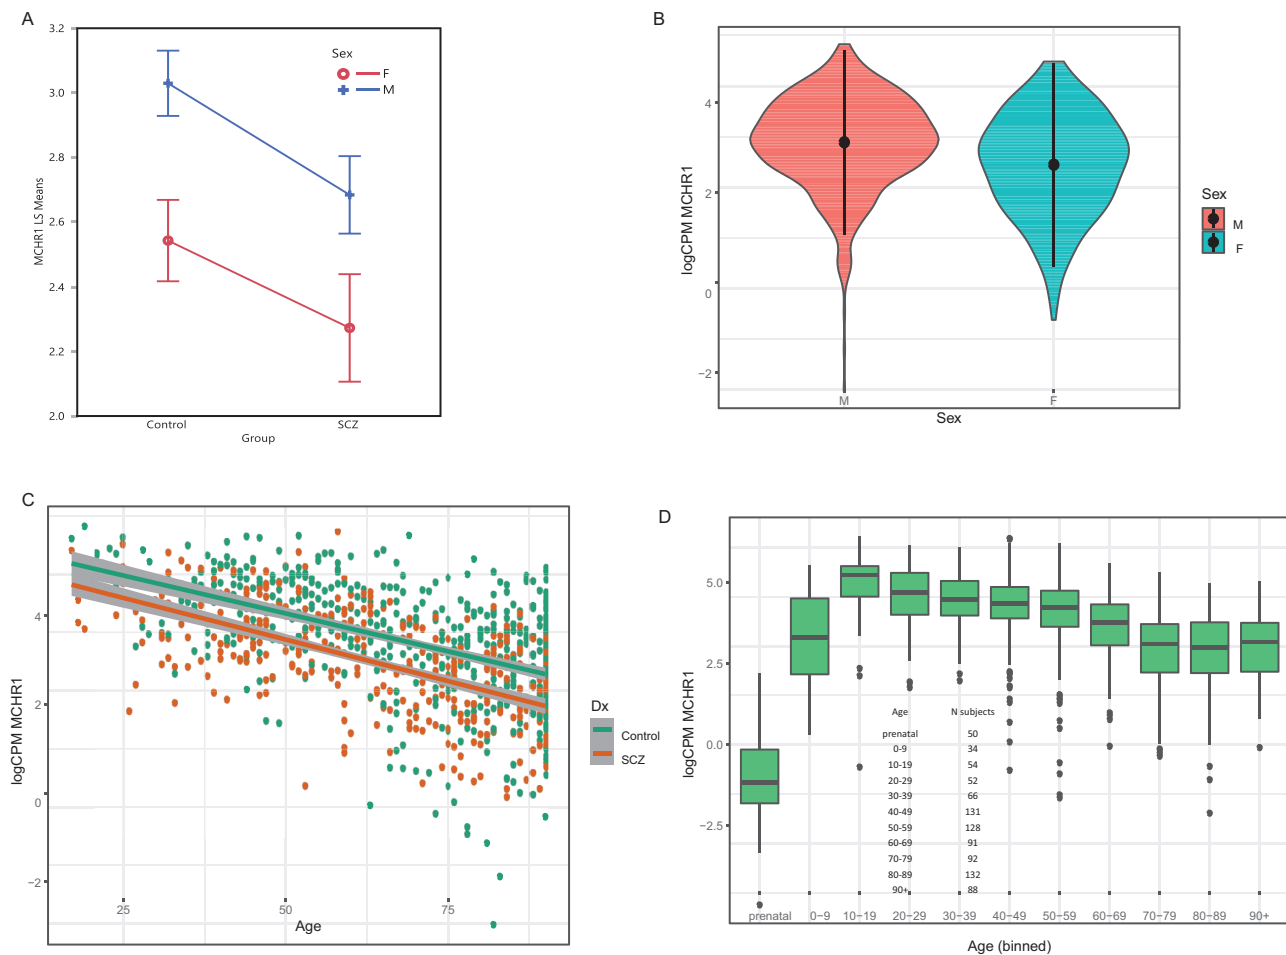 A
3.2
3.0
2.8
2.6
2.4
2.2
2.0
MCHR1 LS Means
Sex
F
M
Control
SCZ
Group
B
4
2
0
−2
logCPM MCHR1
M
F
Sex
Sex
M
F
C
4
2
0
−2
logCPM MCHR1
25
50
75
Age
Dx
Control
SCZ
D
5.0
2.5
0.0
−2.5
logCPM MCHR1
Age N subjects
prenatal 50
0-9 34
10-19 54
20-29 52
30-39 66
40-49 131
50-59 128
60-69 91
70-79 92
80-89 132
90+ 88
prenatal 0−9 10−19 20−29 30−39 40−49 50−59 60−69 70−79 80−89 90+
Age (binned)